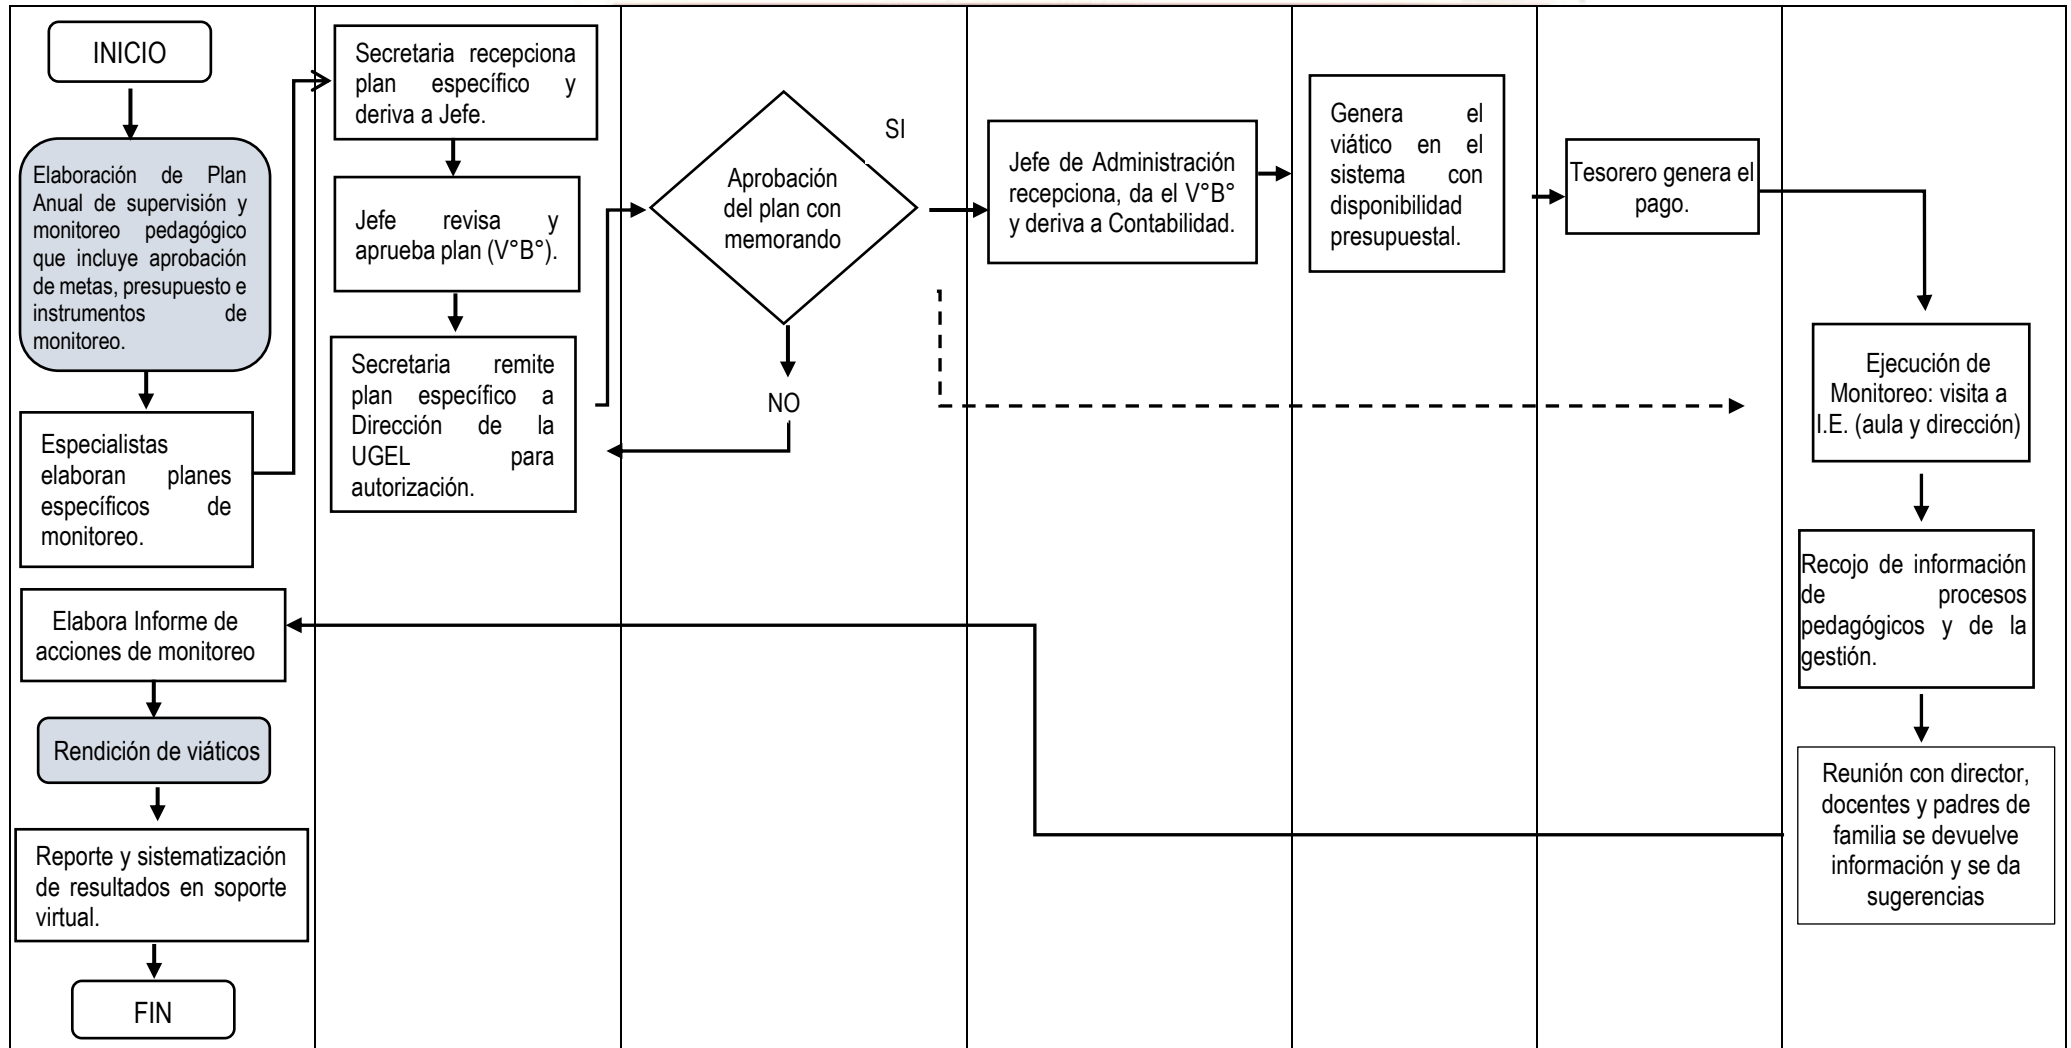 INICIO
Elaboración de Plan
Anual de supervisión y
monitoreo pedagógico
que incluye aprobación
de metas, presupuesto e
instrumentos de
monitoreo.
Especialistas
elaboran planes
específicos de
monitoreo.
Elabora Informe de
acciones de monitoreo
Rendición de viáticos
Reporte y sistematización
de resultados en soporte
virtual.
FIN
Secretaria recepciona
plan específico y
deriva a Jefe.
Jefe revisa y
aprueba plan (V°B°).
Secretaria remite
plan específico a
Dirección de la
UGEL para
autorización.
Aprobación
del plan con
memorando
SI
NO
Jefe de Administración
recepciona, da el V°B°
y deriva a Contabilidad.
Genera el
viático en el
sistema con
disponibilidad
presupuestal.
Tesorero genera el
pago.
Ejecución de
Monitoreo: visita a
I.E. (aula y dirección)
Recojo de información
de procesos
pedagógicos y de la
gestión.
Reunión con director,
docentes y padres de
familia se devuelve
información y se da
sugerencias